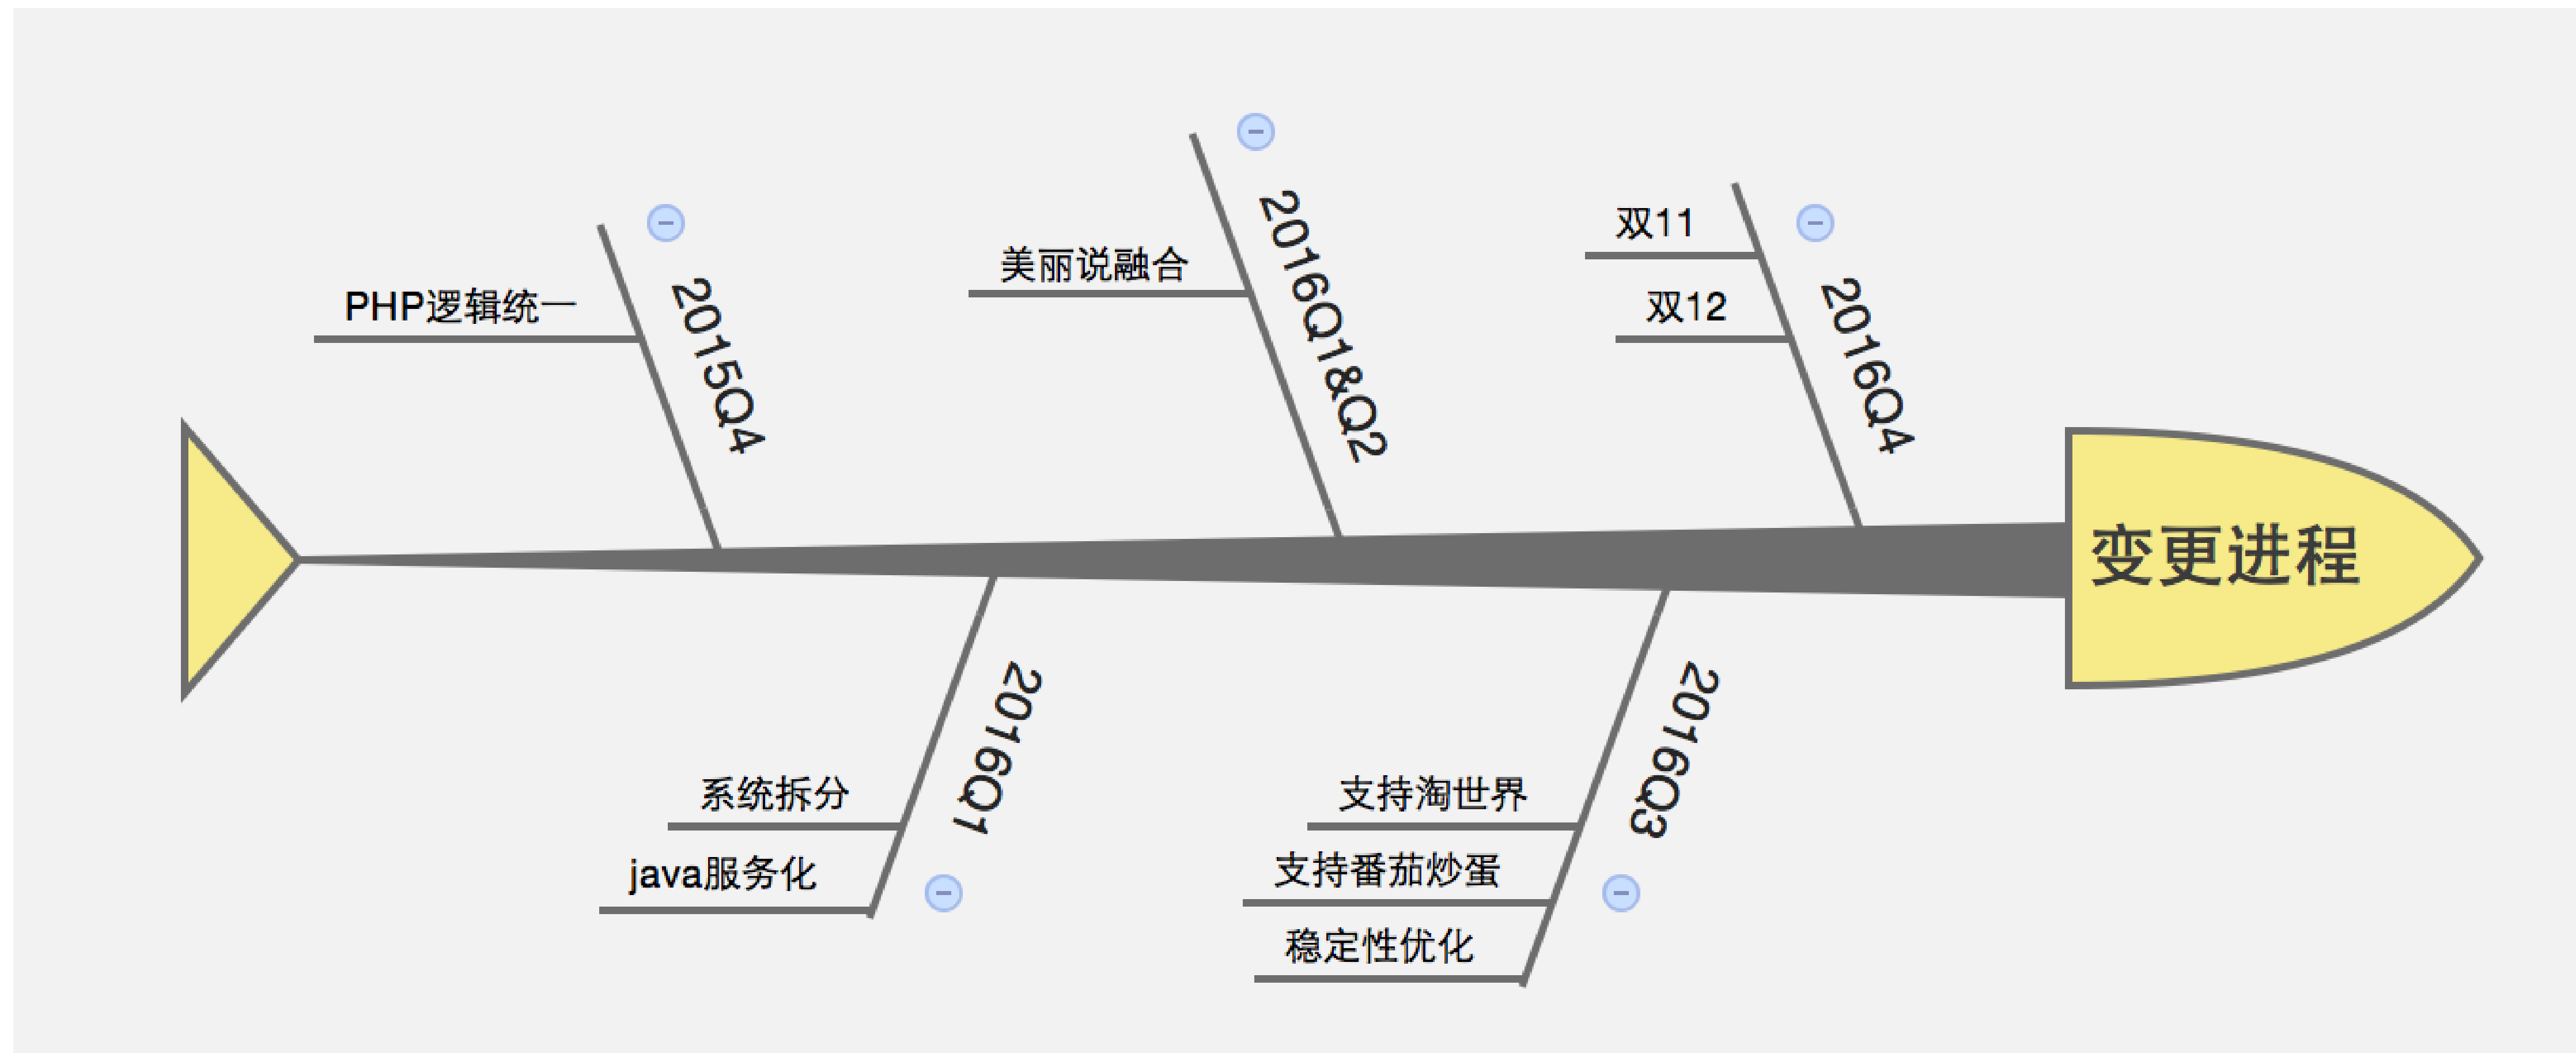 PHP逻辑统一
2015Q4
美丽说融合
2016Q1&Q2
双11
双12
2016Q4
变更进程
系统拆分
java服务化
2016Q1
支持淘世界
支持番茄炒蛋
稳定性优化
2016Q3